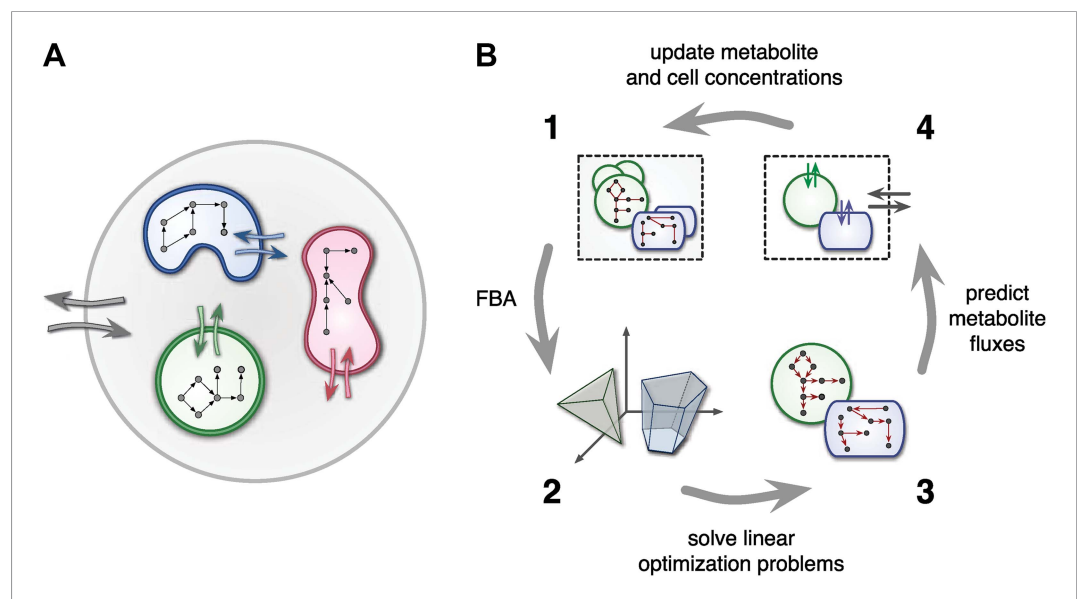 A
B
update metabolite
and cell concentrations
1
4
FBA
predict
metabolite
fluxes
2
3
solve linear
optimization problems